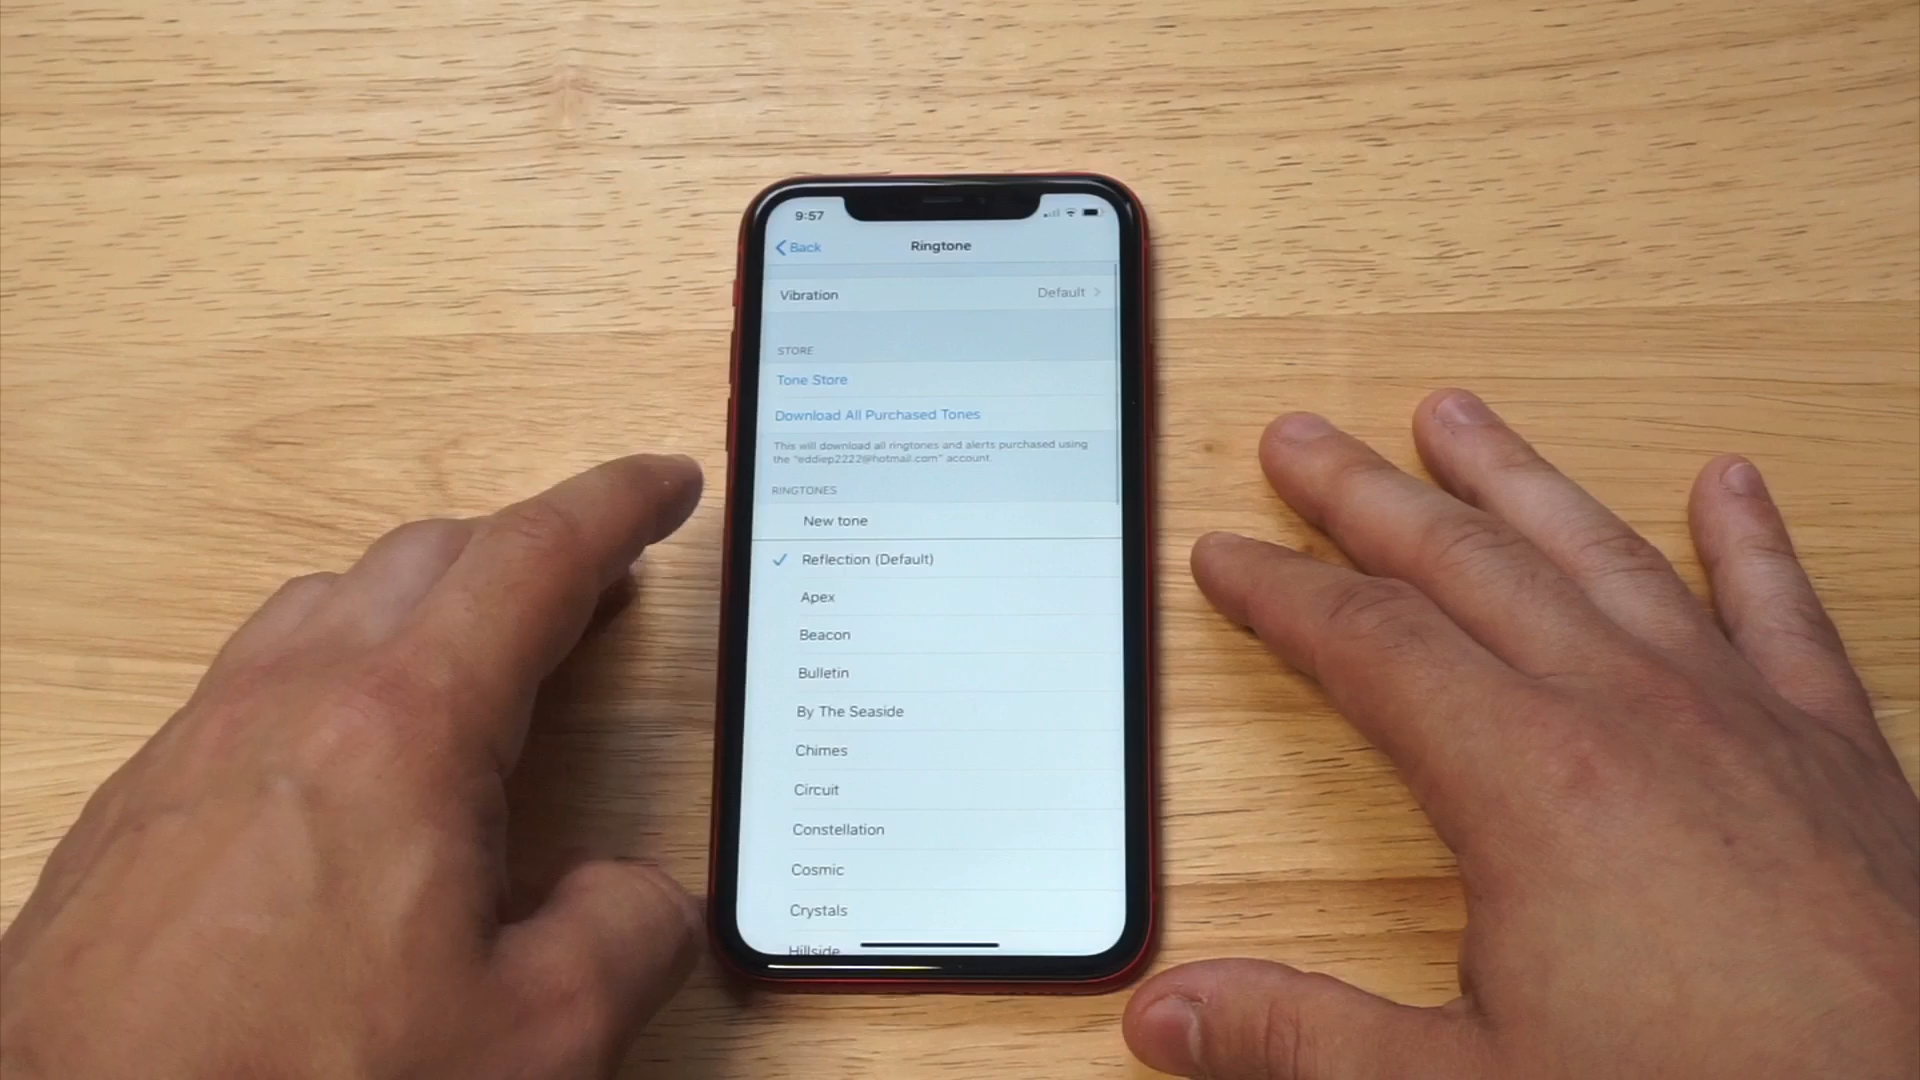 9:57
Back
Ringtone
Vibration
Default
STORE
Tone Store
Download All Purchased Tones
This will download all ringtones and alerts purchased using
the "eddiep2222@hotmail.com" account.
RINGTONES
New tone
Reflection (Default)
Apex
Beacon
Bulletin
By The Seaside
Chimes
Circuit
Constellation
Cosmic
Crystals
Hillside